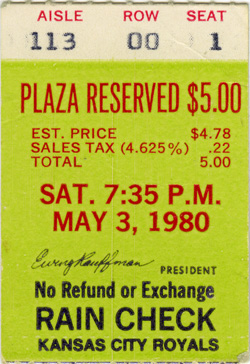 AISLE ROW SEAT
113 00 1
PLAZA RESERVED $5.00
EST. PRICE $4.78
SALES TAX (4.625%) .22
TOTAL 5.00
SAT. 7:35 P.M.
MAY 3, 1980
Ewing Kauffman PRESIDENT
No Refund or Exchange
RAIN CHECK
KANSAS CITY ROYALS